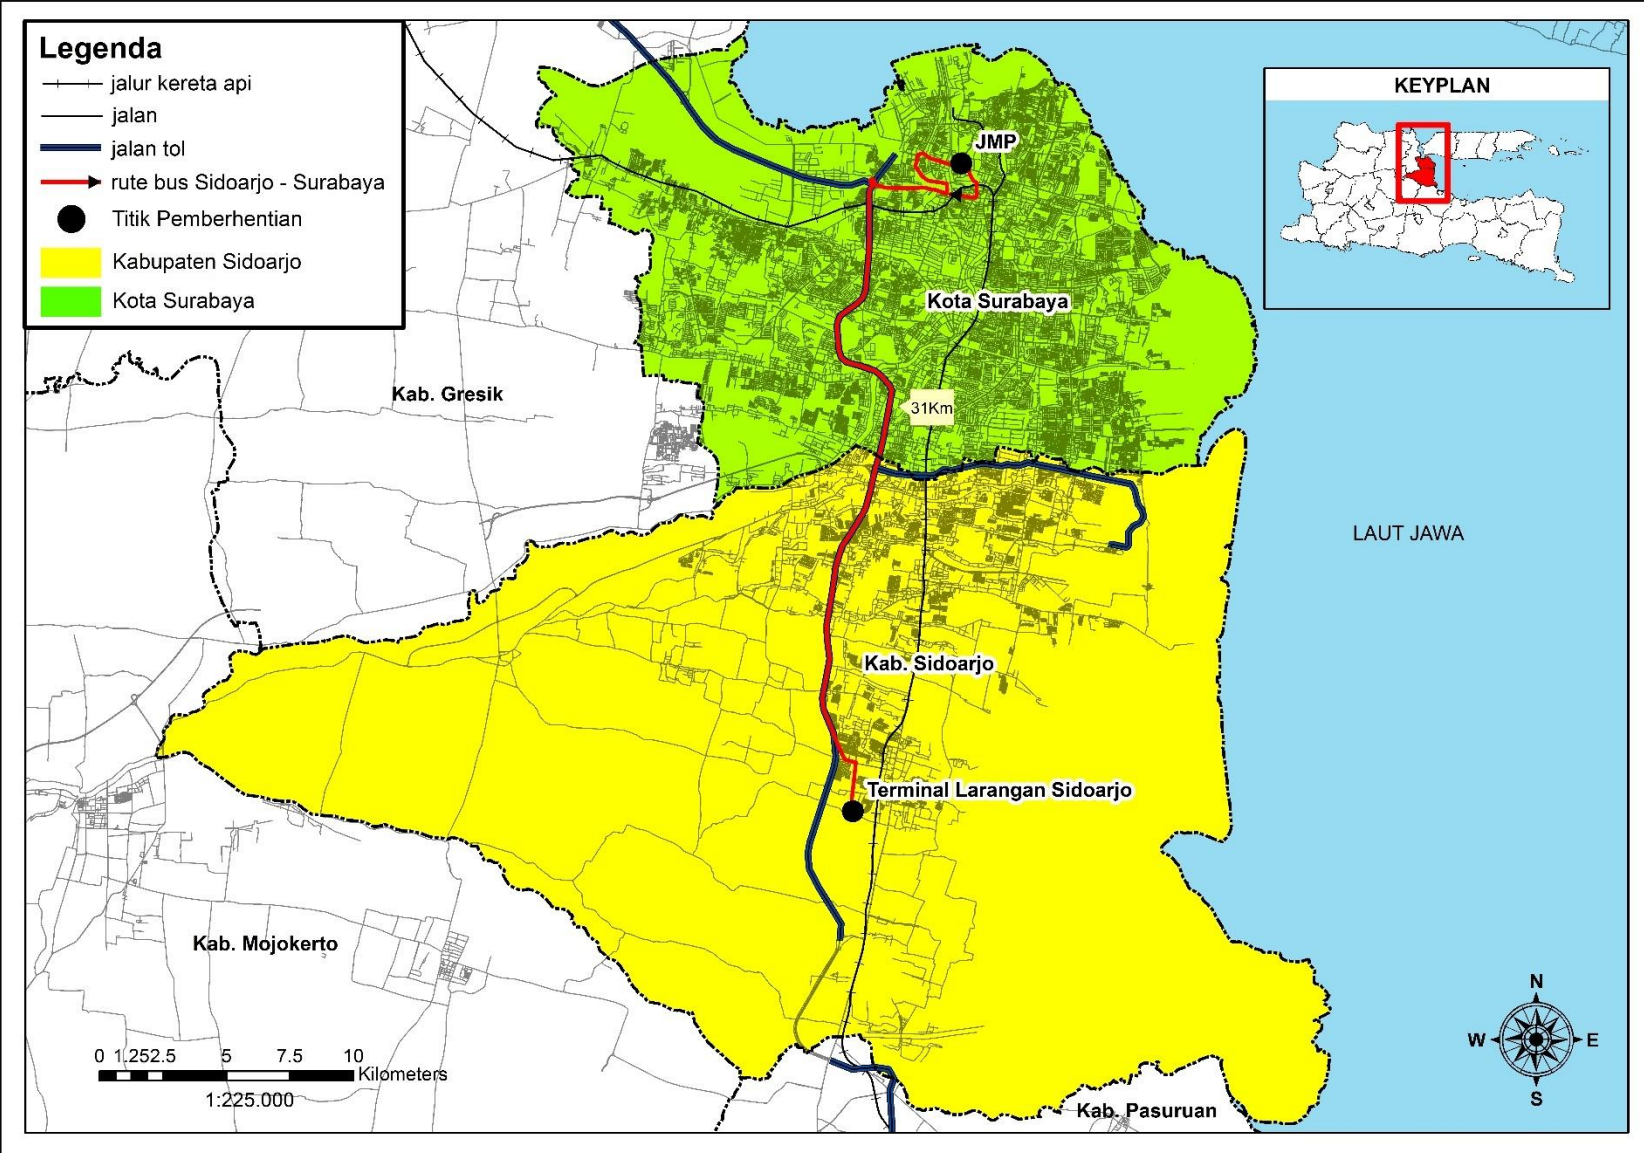 Legenda
jalur kereta api
jalan
jalan tol
rute bus Sidoarjo - Surabaya
Titik Pemberhentian
Kabupaten Sidoarjo
Kota Surabaya
KEYPLAN
JMP
Kota Surabaya
Kab. Gresik
31Km
LAUT JAWA
Kab. Sidoarjo
Terminal Larangan Sidoarjo
Kab. Mojokerto
N
W E
S
0 1.252.5 5 7.5 10
Kilometers
1:225.000
Kab. Pasuruan